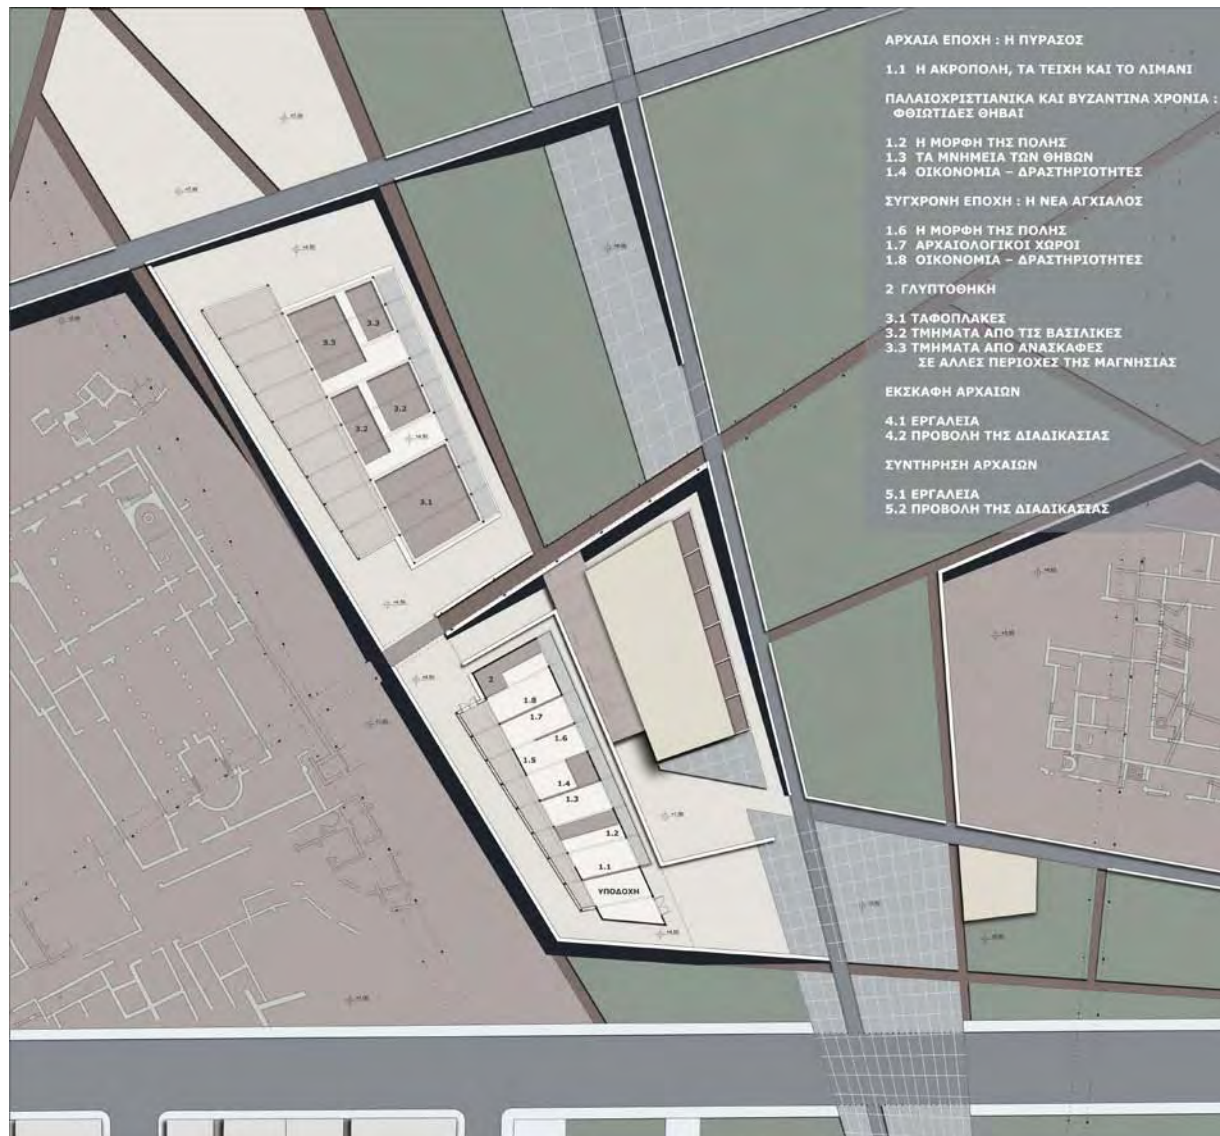 ΑΡΧΑΙΑ ΕΠΟΧΗ : Η ΠΥΡΑΣΟΣ
1.1 Η ΑΚΡΟΠΟΛΗ, ΤΑ ΤΕΙΧΗ ΚΑΙ ΤΟ ΛΙΜΑΝΙ
ΠΑΛΑΙΟΧΡΙΣΤΙΑΝΙΚΑ ΚΑΙ ΒΥΖΑΝΤΙΝΑ ΧΡΟΝΙΑ :
ΦΘΙΩΤΙΔΕΣ ΘΗΒΑΙ
1.2 Η ΜΟΡΦΗ ΤΗΣ ΠΟΛΗΣ
1.3 ΤΑ ΜΝΗΜΕΙΑ ΤΩΝ ΘΗΒΩΝ
1.4 ΟΙΚΟΝΟΜΙΑ – ΔΡΑΣΤΗΡΙΟΤΗΤΕΣ
ΣΥΓΧΡΟΝΗ ΕΠΟΧΗ : Η ΝΕΑ ΑΓΧΙΑΛΟΣ
1.6 Η ΜΟΡΦΗ ΤΗΣ ΠΟΛΗΣ
1.7 ΑΡΧΑΙΟΛΟΓΙΚΟΙ ΧΩΡΟΙ
1.8 ΟΙΚΟΝΟΜΙΑ – ΔΡΑΣΤΗΡΙΟΤΗΤΕΣ
2 ΓΛΥΠΤΟΘΗΚΗ
3.1 ΤΑΦΟΠΛΑΚΕΣ
3.2 ΤΜΗΜΑΤΑ ΑΠΟ ΤΙΣ ΒΑΣΙΛΙΚΕΣ
3.3 ΤΜΗΜΑΤΑ ΑΠΟ ΑΝΑΣΚΑΦΕΣ
ΣΕ ΑΛΛΕΣ ΠΕΡΙΟΧΕΣ ΤΗΣ ΜΑΓΝΗΣΙΑΣ
ΕΚΣΚΑΦΗ ΑΡΧΑΙΩΝ
4.1 ΕΡΓΑΛΕΙΑ
4.2 ΠΡΟΒΟΛΗ ΤΗΣ ΔΙΑΔΙΚΑΣΙΑΣ
ΣΥΝΤΗΡΗΣΗ ΑΡΧΑΙΩΝ
5.1 ΕΡΓΑΛΕΙΑ
5.2 ΠΡΟΒΟΛΗ ΤΗΣ ΔΙΑΔΙΚΑΣΙΑΣ
3.3
3.3
3.2
3.2
3.1
2
1.8
1.7
1.6
1.5
1.4
1.3
1.2
1.1
ΥΠΟΔΟΧΗ